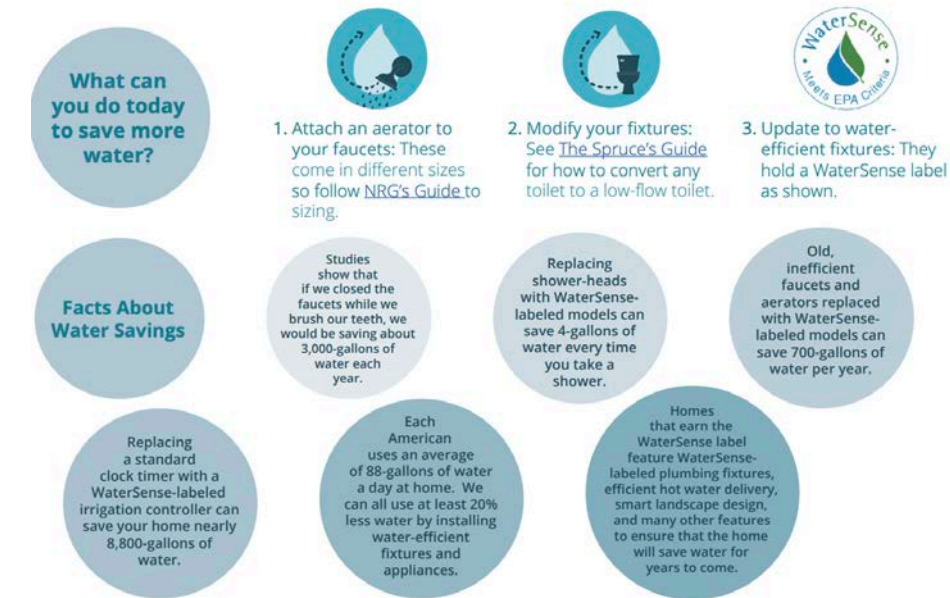 What can
you do today
to save more
water?
WaterSense
Meets EPA Criteria
1. Attach an aerator to
your faucets: These
come in different sizes
so follow NRG's Guide to
sizing.
2. Modify your fixtures:
See The Spruce's Guide
for how to convert any
toilet to a low-flow toilet.
3. Update to water-
efficient fixtures: They
hold a WaterSense label
as shown.
Facts About
Water Savings
Studies
show that
if we closed the
faucets while we
brush our teeth, we
would be saving about
3,000-gallons of
water each
year.
Replacing
shower-heads
with WaterSense-
labeled models can
save 4-gallons of
water every time
you take a
shower.
Old,
inefficient
faucets and
aerators replaced
with WaterSense-
labeled models can
save 700-gallons of
water per year.
Replacing
a standard
clock timer with a
WaterSense-labeled
irrigation controller can
save your home nearly
8,800-gallons of
water.
Each
American
uses an average
of 88-gallons of water
a day at home. We
can all use at least 20%
less water by installing
water-efficient
fixtures and
appliances.
Homes
that earn the
WaterSense label
feature WaterSense-
labeled plumbing fixtures,
efficient hot water delivery,
smart landscape design,
and many other features
to ensure that the home
will save water for
years to come.